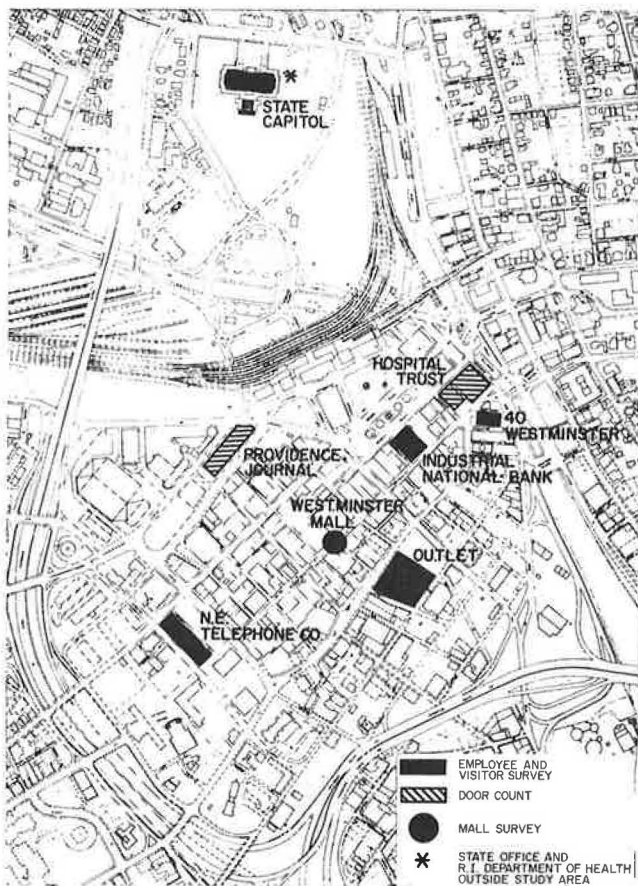 *
STATE
CAPITOL
HOSPITAL
TRUST
40
WESTMINSTER
PROVIDENCE
JOURNAL
INDUSTRIAL
NATIONAL BANK
WESTMINSTER
MALL
OUTLET
N.E.
TELEPHONE CO.
EMPLOYEE AND
VISITOR SURVEY
DOOR COUNT
MALL SURVEY
* STATE OFFICE AND
R.I. DEPARTMENT OF HEALTH
OUTSIDE STUDY AREA